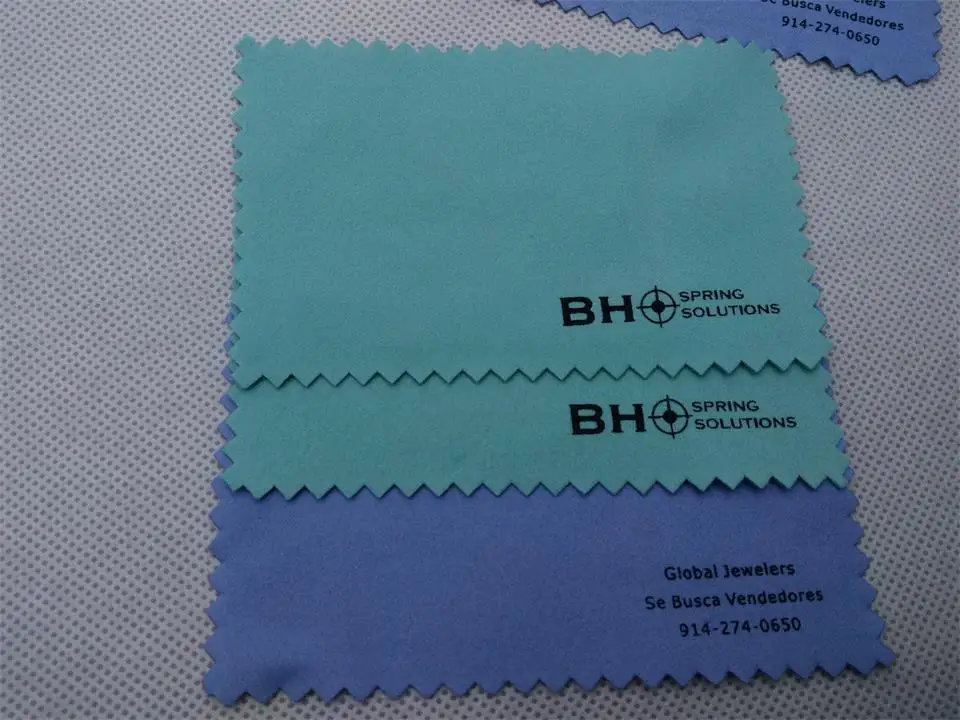 Se Busca Vendedores
914-274-0650
BH SPRING
SOLUTIONS
BH SPRING
SOLUTIONS
Global Jewelers
Se Busca Vendedores
914-274-0650